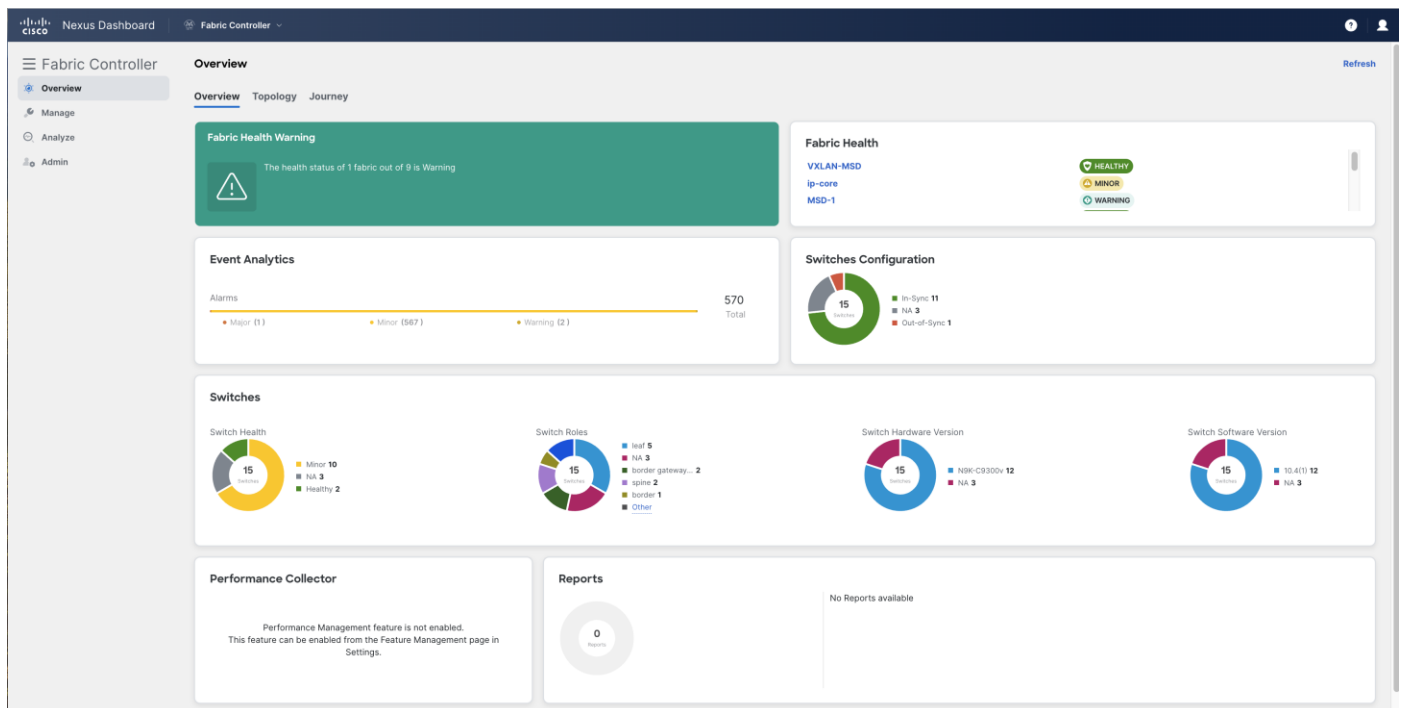 cisco Nexus Dashboard Fabric Controller
Fabric Controller
Overview
Manage
Analyze
Admin
Overview
Refresh
Overview Topology Journey
Fabric Health Warning
The health status of 1 fabric out of 9 is Warning
Fabric Health
VXLAN-MSD HEALTHY
ip-core MINOR
MSD-1 WARNING
Event Analytics
Alarms
570
Total
Major (1)
Minor (567)
Warning (2)
Switches Configuration
15
Switches
In-Sync 11
NA 3
Out-of-Sync 1
Switches
Switch Health
15
Switches
Minor 10
NA 3
Healthy 2
Switch Roles
15
Switches
leaf 5
NA 3
border gateway... 2
spine 2
border 1
Other
Switch Hardware Version
15
Switches
N9K-C9300v 12
NA 3
Switch Software Version
15
Switches
10.4(1) 12
NA 3
Performance Collector
Performance Management feature is not enabled.
This feature can be enabled from the Feature Management page in
Settings.
Reports
0
Reports
No Reports available